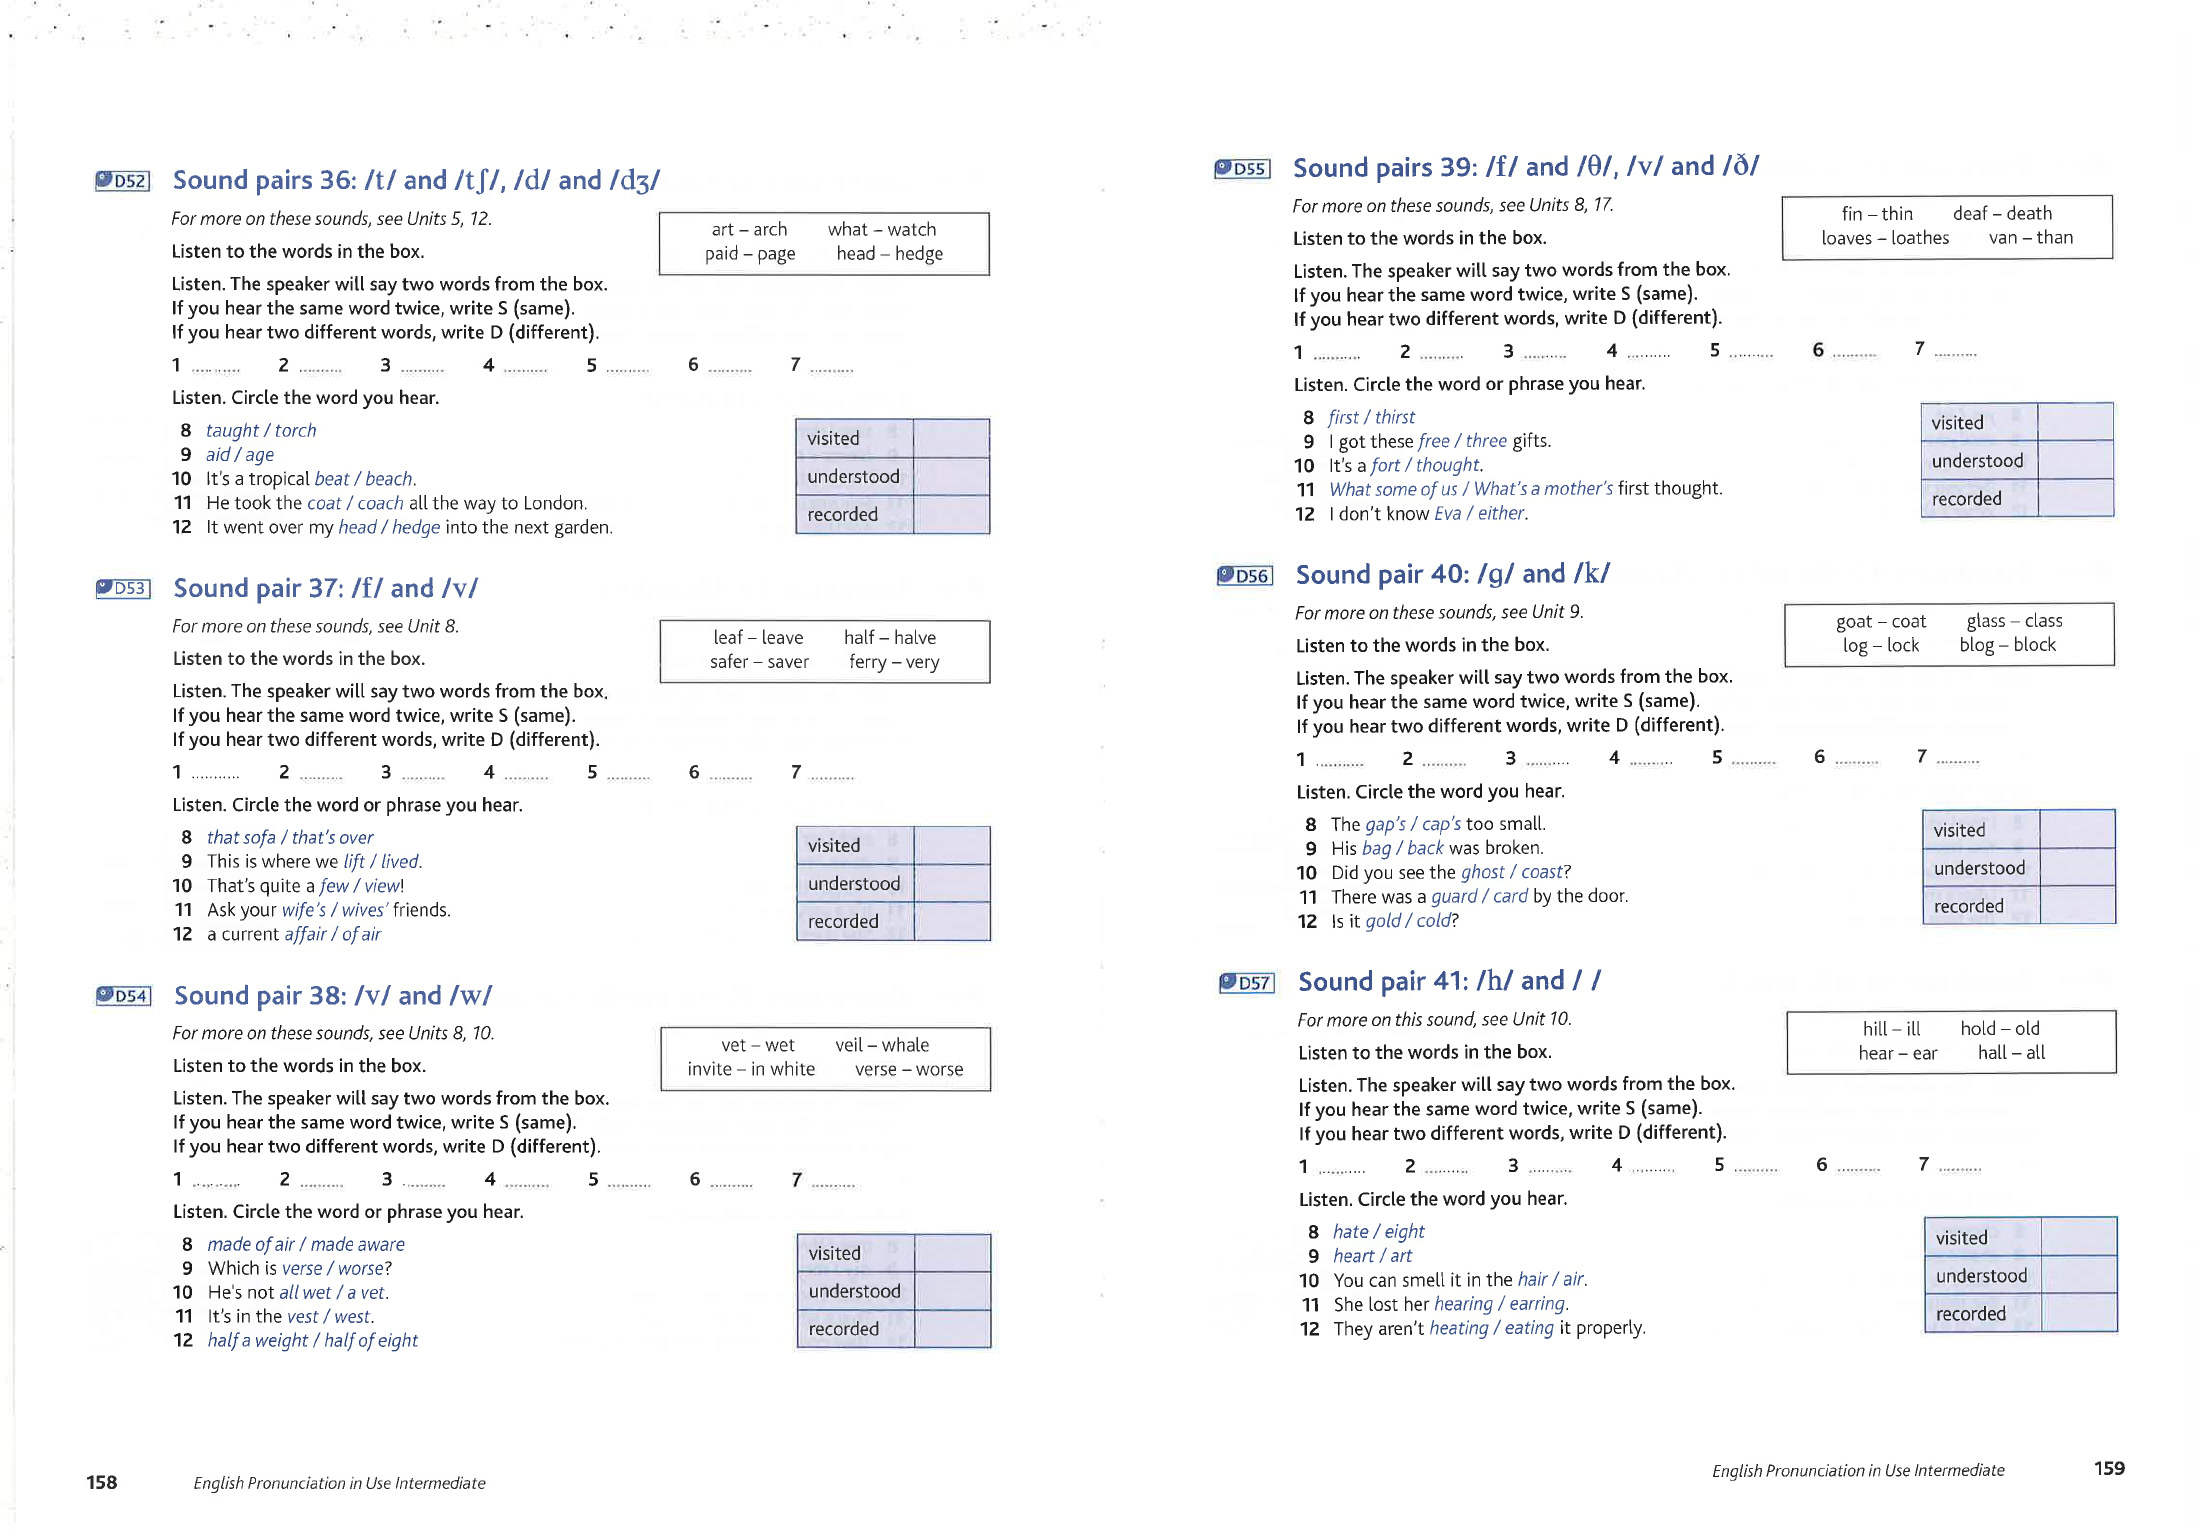 D52 Sound pairs 36: /t/ and /tʃ/, /d/ and /dʒ/
For more on these sounds, see Units 5, 12.
art – arch what – watch
paid – page head – hedge
Listen to the words in the box.
Listen. The speaker will say two words from the box.
If you hear the same word twice, write S (same).
If you hear two different words, write D (different).
1 ........... 2 .......... 3 .......... 4 .......... 5 .......... 6 .......... 7 ..........
Listen. Circle the word you hear.
8 taught / torch
9 aid / age
10 It's a tropical beat / beach.
11 He took the coat / coach all the way to London.
12 It went over my head / hedge into the next garden.
visited
understood
recorded
D53 Sound pair 37: /f/ and /v/
For more on these sounds, see Unit 8.
leaf – leave half – halve
safer – saver ferry – very
Listen to the words in the box.
Listen. The speaker will say two words from the box.
If you hear the same word twice, write S (same).
If you hear two different words, write D (different).
1 ........... 2 .......... 3 .......... 4 .......... 5 .......... 6 .......... 7 ..........
Listen. Circle the word or phrase you hear.
8 that sofa / that's over
9 This is where we lift / lived.
10 That's quite a few / view!
11 Ask your wife's / wives' friends.
12 a current affair / of air
visited
understood
recorded
D54 Sound pair 38: /v/ and /w/
For more on these sounds, see Units 8, 10.
vet – wet veil – whale
invite – in white verse – worse
Listen to the words in the box.
Listen. The speaker will say two words from the box.
If you hear the same word twice, write S (same).
If you hear two different words, write D (different).
1 ........... 2 .......... 3 .......... 4 .......... 5 .......... 6 .......... 7 ..........
Listen. Circle the word or phrase you hear.
8 made of air / made aware
9 Which is verse / worse?
10 He's not all wet / a vet.
11 It's in the vest / west.
12 half a weight / half of eight
visited
understood
recorded
158 English Pronunciation in Use Intermediate
D55 Sound pairs 39: /f/ and /θ/, /v/ and /ð/
For more on these sounds, see Units 8, 17.
fin – thin deaf – death
loaves – loathes van – than
Listen to the words in the box.
Listen. The speaker will say two words from the box.
If you hear the same word twice, write S (same).
If you hear two different words, write D (different).
1 ........... 2 .......... 3 .......... 4 .......... 5 .......... 6 .......... 7 ..........
Listen. Circle the word or phrase you hear.
8 first / thirst
9 I got these free / three gifts.
10 It's a fort / thought.
11 What some of us / What's a mother's first thought.
12 I don't know Eva / either.
visited
understood
recorded
D56 Sound pair 40: /g/ and /k/
For more on these sounds, see Unit 9.
goat – coat glass – class
log – lock blog – block
Listen to the words in the box.
Listen. The speaker will say two words from the box.
If you hear the same word twice, write S (same).
If you hear two different words, write D (different).
1 ........... 2 .......... 3 .......... 4 .......... 5 .......... 6 .......... 7 ..........
Listen. Circle the word you hear.
8 The gap's / cap's too small.
9 His bag / back was broken.
10 Did you see the ghost / coast?
11 There was a guard / card by the door.
12 Is it gold / cold?
visited
understood
recorded
D57 Sound pair 41: /h/ and / /
For more on this sound, see Unit 10.
hill – ill hold – old
hear – ear hall – all
Listen to the words in the box.
Listen. The speaker will say two words from the box.
If you hear the same word twice, write S (same).
If you hear two different words, write D (different).
1 ........... 2 .......... 3 .......... 4 .......... 5 .......... 6 .......... 7 ..........
Listen. Circle the word you hear.
8 hate / eight
9 heart / art
10 You can smell it in the hair / air.
11 She lost her hearing / earring.
12 They aren't heating / eating it properly.
visited
understood
recorded
English Pronunciation in Use Intermediate 159